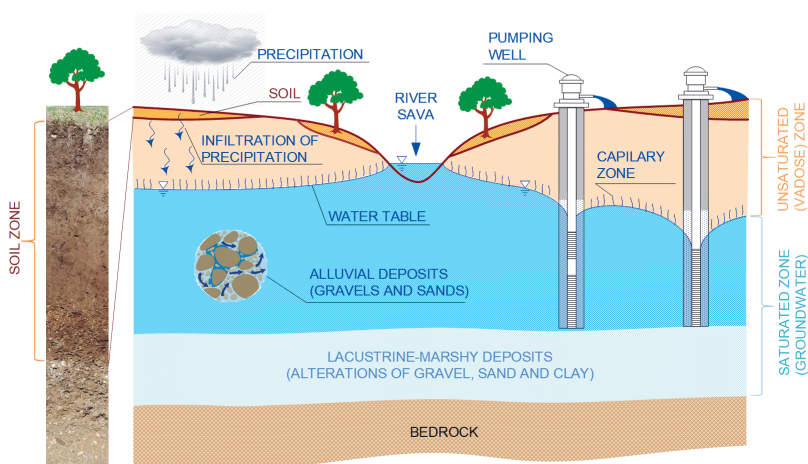 PRECIPITATION
PUMPING
WELL
SOIL
RIVER
SAVA
INFILTRATION OF
PRECIPITATION
CAPILARY
ZONE
UNSATURATED
(VADOSE) ZONE
WATER TABLE
SOIL ZONE
ALLUVIAL DEPOSITS
(GRAVELS AND SANDS)
SATURATED ZONE
(GROUNDWATER)
LACUSTRINE-MARSHY DEPOSITS
(ALTERATIONS OF GRAVEL, SAND AND CLAY)
BEDROCK